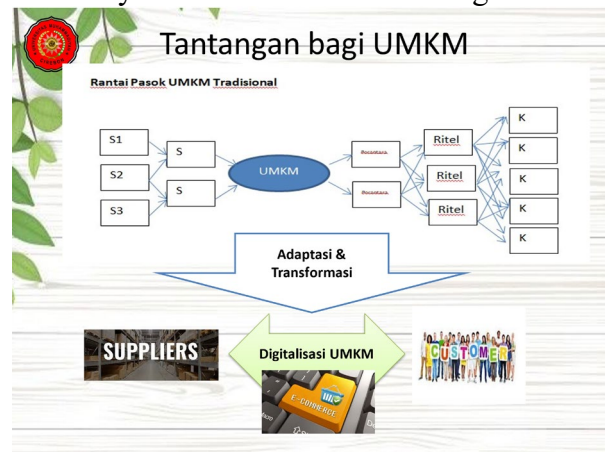 Tantangan bagi UMKM
Rantai Pasok UMKM Tradisional
S1
S2
S3
S
S
UMKM
Perantara
Perantara
Ritel
Ritel
Ritel
K
K
K
K
K
Adaptasi &
Transformasi
SUPPLIERS
Digitalisasi UMKM
E-COMMERCE
CUSTOMER